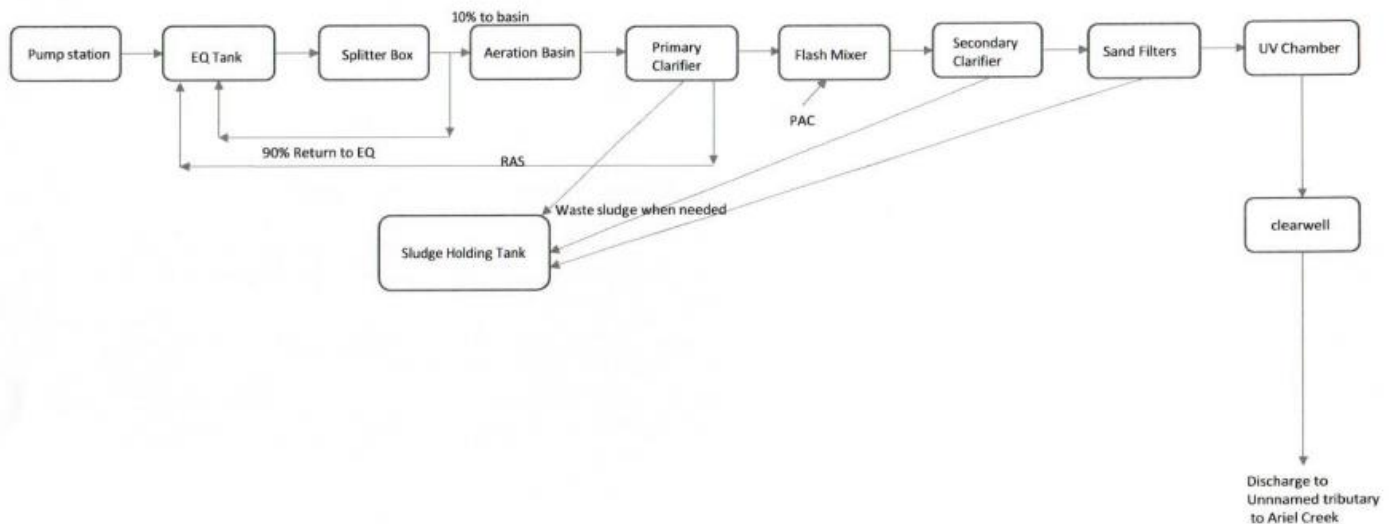 10% to basin
Pump station
EQ Tank
Splitter Box
Aeration Basin
Primary
Clarifier
Flash Mixer
Secondary
Clarifier
Sand Filters
UV Chamber
PAC
90% Return to EQ
RAS
Waste sludge when needed
Sludge Holding Tank
clearwell
Discharge to
Unnnamed tributary
to Ariel Creek